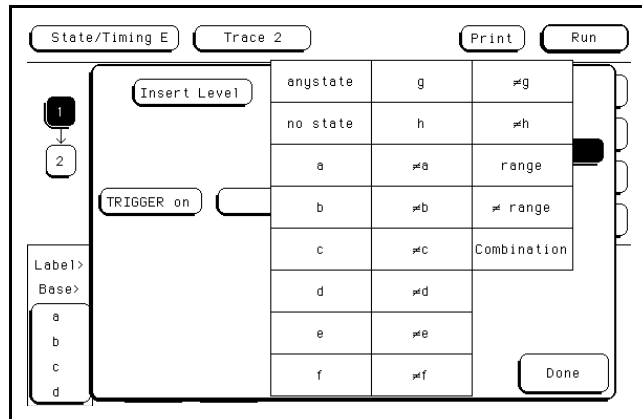 State/Timing E Trace 2 Print Run
Insert Level
anystate g ≠g
no state h ≠h
a ≠a range
b ≠b ≠ range
c ≠c Combination
d ≠d
e ≠e
f ≠f
1
2
TRIGGER on
Label>
Base>
a
b
c
d
Done